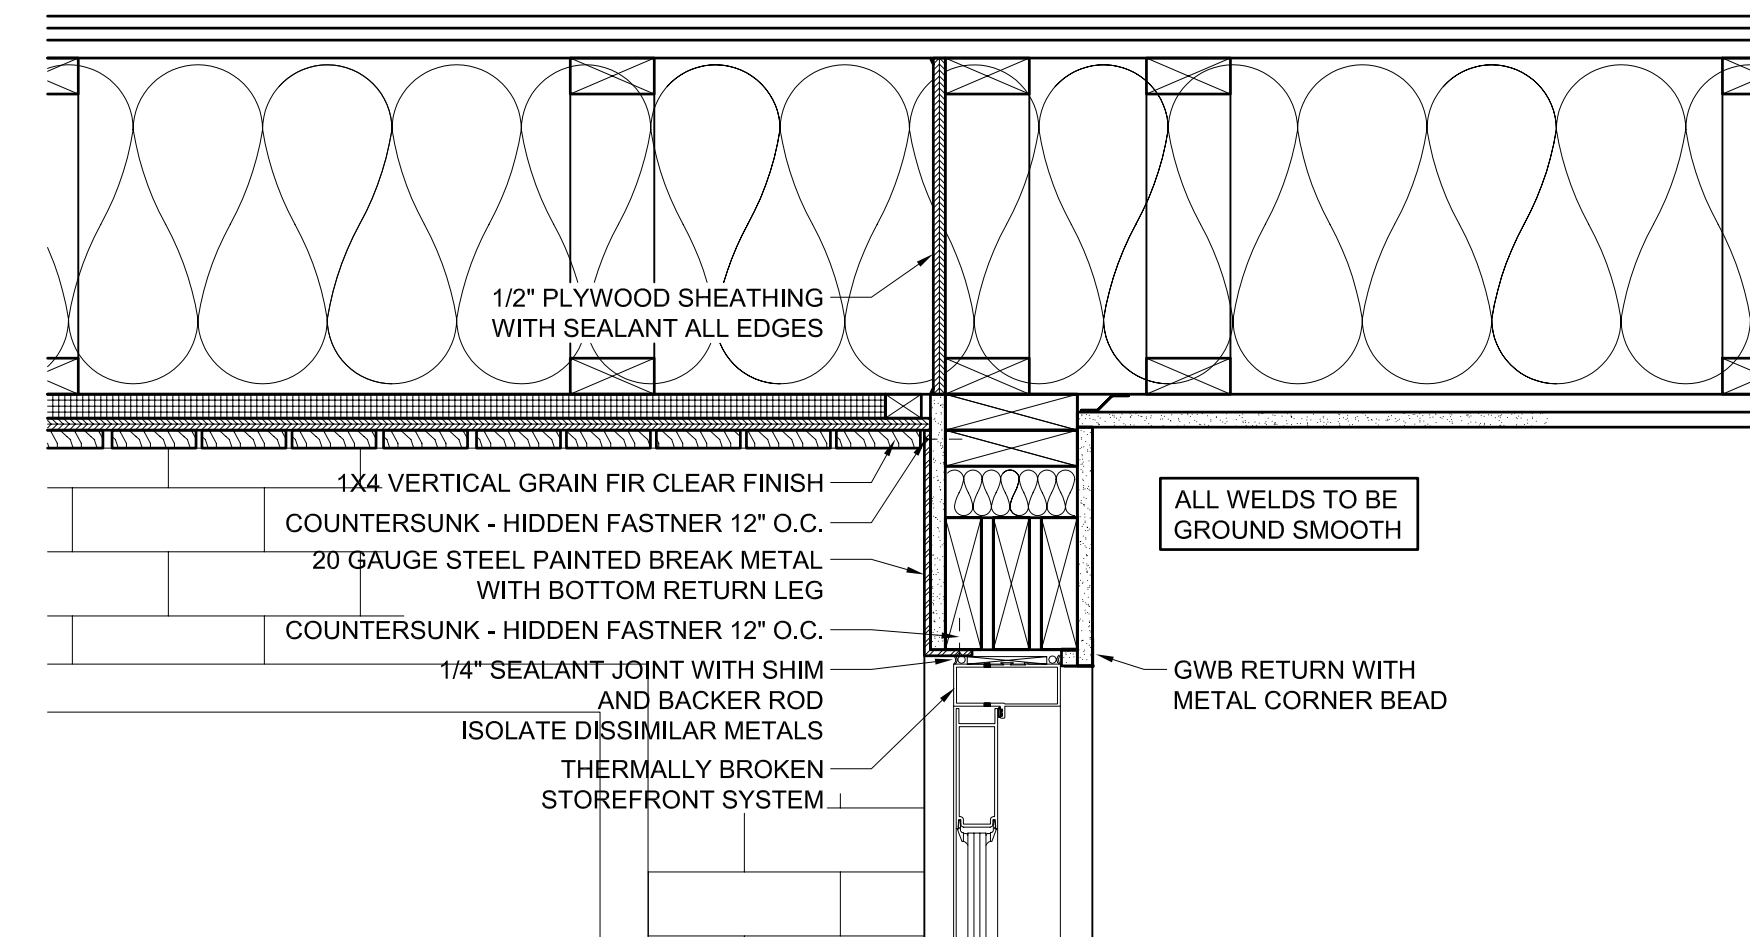 1/2" PLYWOOD SHEATHING
WITH SEALANT ALL EDGES
1X4 VERTICAL GRAIN FIR CLEAR FINISH
COUNTERSUNK - HIDDEN FASTNER 12" O.C.
20 GAUGE STEEL PAINTED BREAK METAL
WITH BOTTOM RETURN LEG
COUNTERSUNK - HIDDEN FASTNER 12" O.C.
1/4" SEALANT JOINT WITH SHIM
AND BACKER ROD
ISOLATE DISSIMILAR METALS
THERMALLY BROKEN
STOREFRONT SYSTEM
ALL WELDS TO BE
GROUND SMOOTH
GWB RETURN WITH
METAL CORNER BEAD